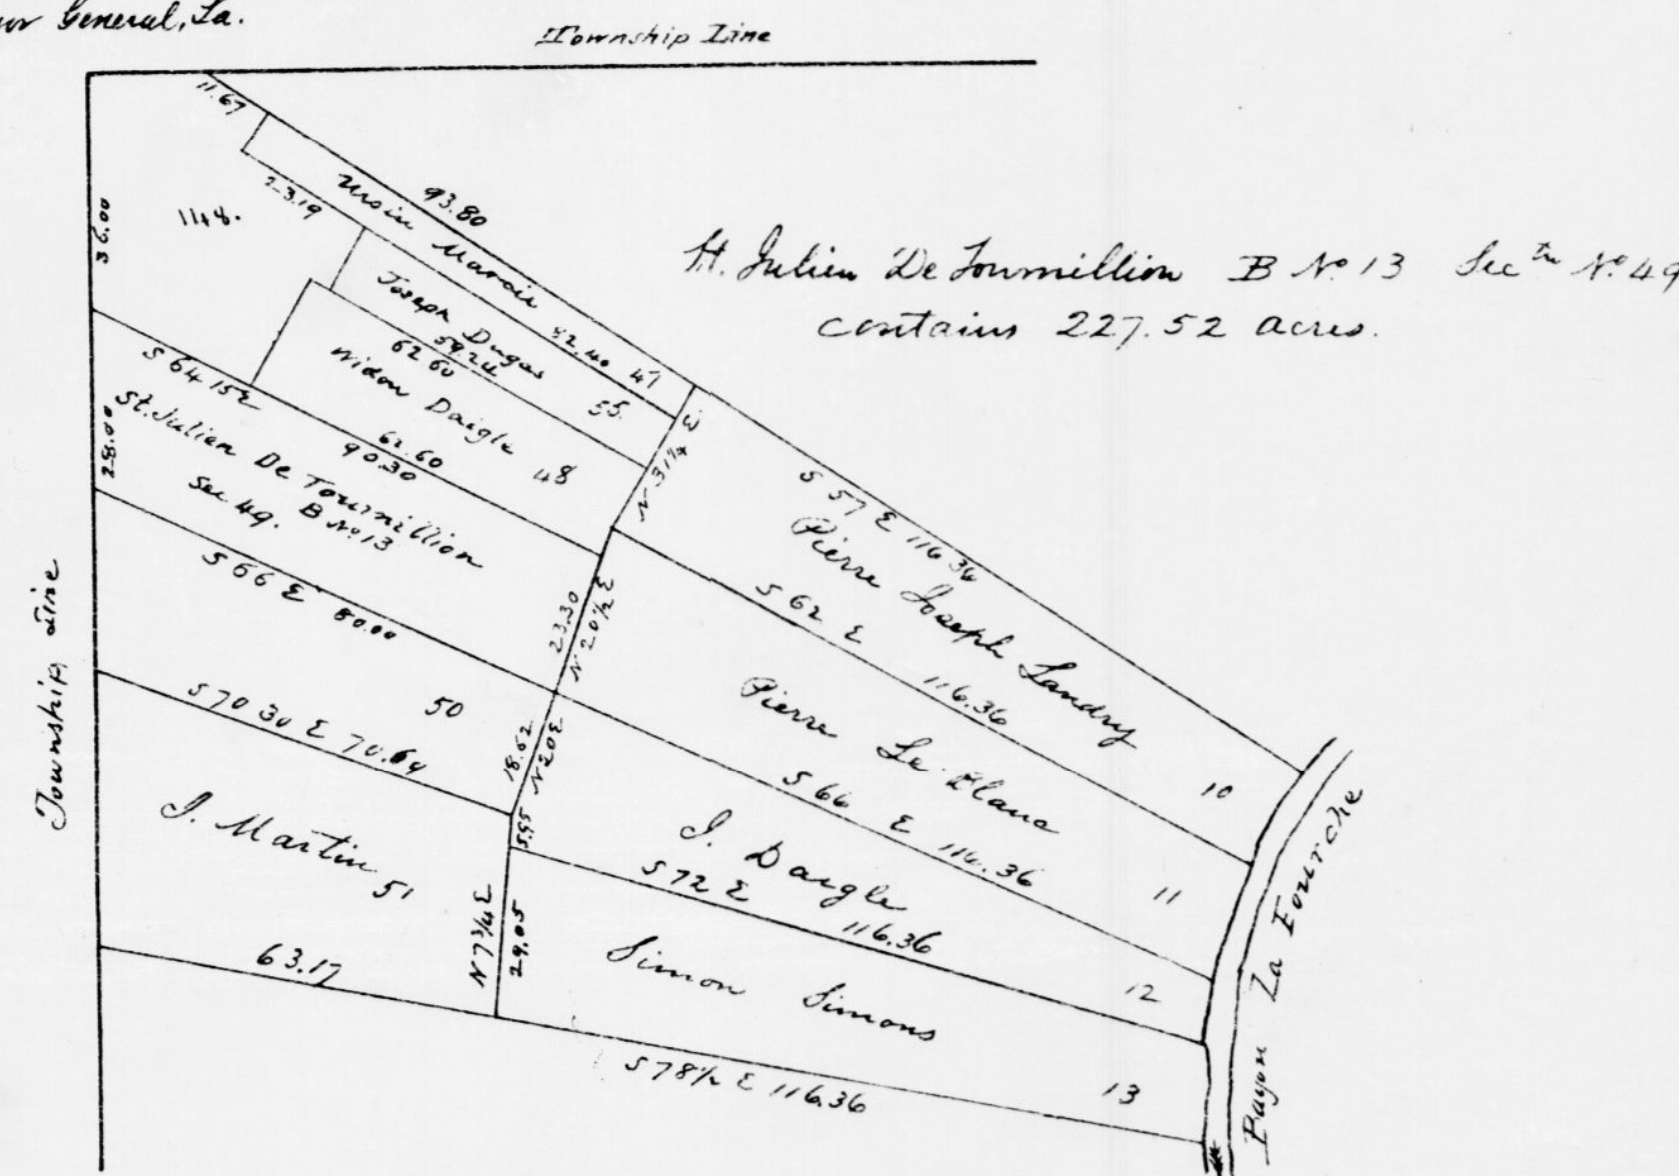 General, La.
Township Line
11.67
93.80
23.19
Marois
82.40 47
1148.
36.00
St. Julien De Tourmillion B No 13 Sec tn No. 49
contains 227.52 acres.
Joseph Dugas
59.24
55.
62.60
Widow Daigle 48
N 31 1/4 W
S 64 15 E
62.60
90.30
28.00
St. Julien De Tournillion
Sec 49. B No 13
S 57 E 116.36
Pierre Joseph Landry
10
S 66 E 80.00
23.30
N 20 1/2 E
S 62 E 116.36
Pierre Le Blanc
11
Township Line
50
S 70 30 E 70.64
18.62
N 20 E
S 66 E 116.36
J. Daigle
12
J. Martin 51
5.95
S 72 E 116.36
N 7 3/4 E
29.05
Simon Simons
13
63.17
S 78 1/2 E 116.36
Bayou La Fourche